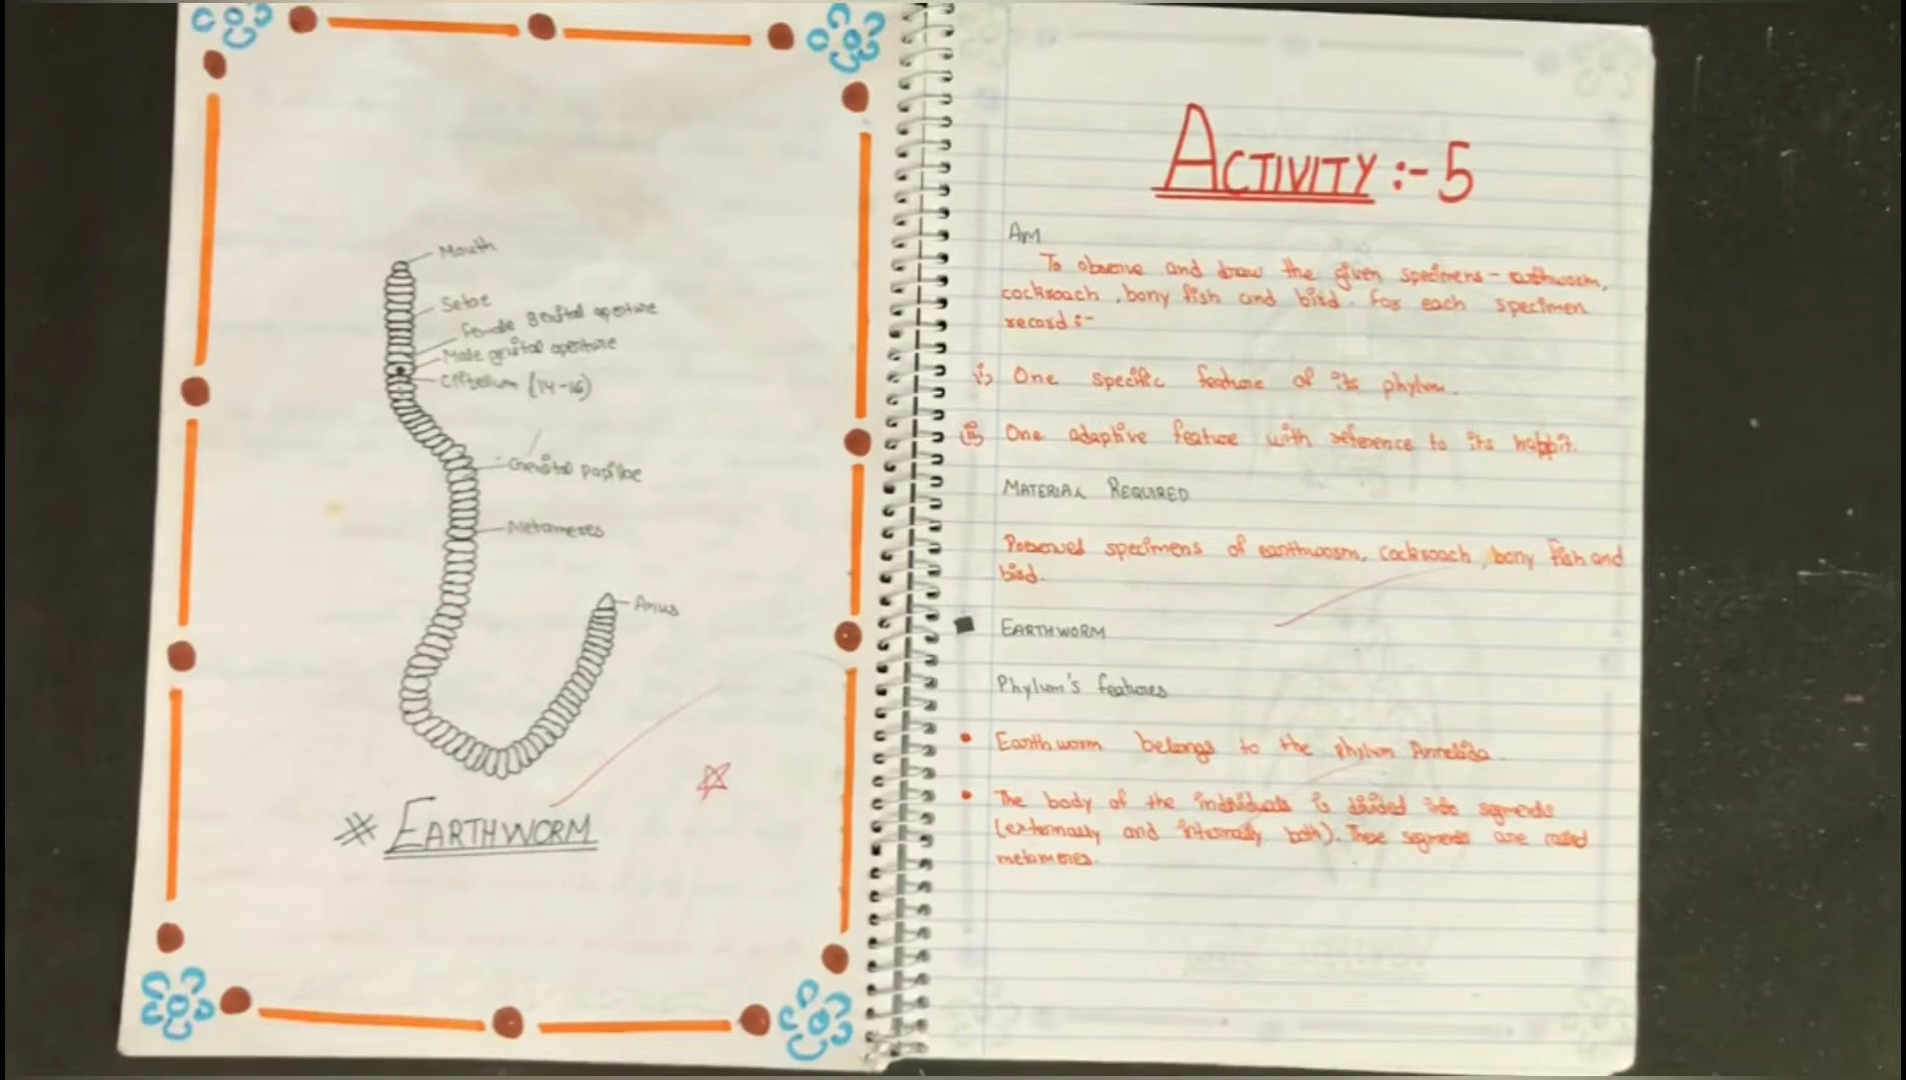 Mouth
Setae
Female Genital aperture
Male genital aperture
Clitellum (14-16)
Genital papillae
Metameres
Anus
# EARTHWORM
ACTIVITY :- 5
AIM
To observe and draw the given specimens - earthworm,
cockroach, bony fish and bird. For each specimen
record :-
i) One specific feature of its phylum.
ii) One adaptive feature with reference to its habbit.
MATERIAL REQUIRED
Preserved specimens of earthworm, cockroach, bony fish and
bird.
EARTHWORM
Phylum's features
• Earthworm belongs to the phylum Annelida.
• The body of the individuals is divided into segments
(externally and internally both). These segments are called
metameres.